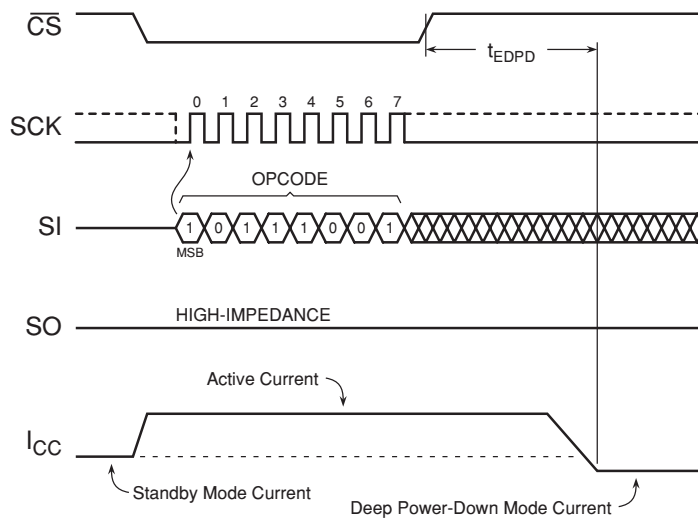 CS
tEDPD
0 1 2 3 4 5 6 7
SCK
OPCODE
SI
1 0 1 1 1 0 0 1
MSB
HIGH-IMPEDANCE
SO
Active Current
ICC
Standby Mode Current
Deep Power-Down Mode Current